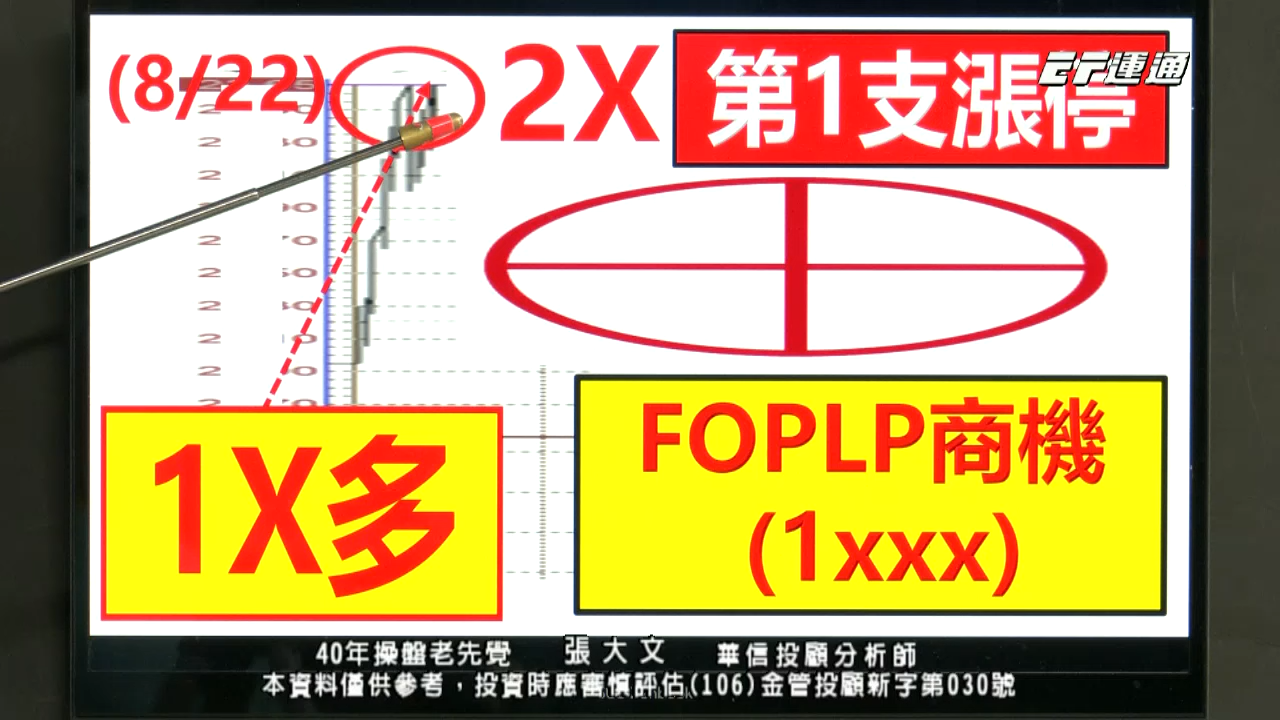 (8/22)
2X
第1支漲停
EF運通
1X多
FOPLP商機
(1xxx)
40年操盤老先覺 張大文 華信投顧分析師
本資料僅供參考，投資時應審慎評估(106)金管投顧新字第030號